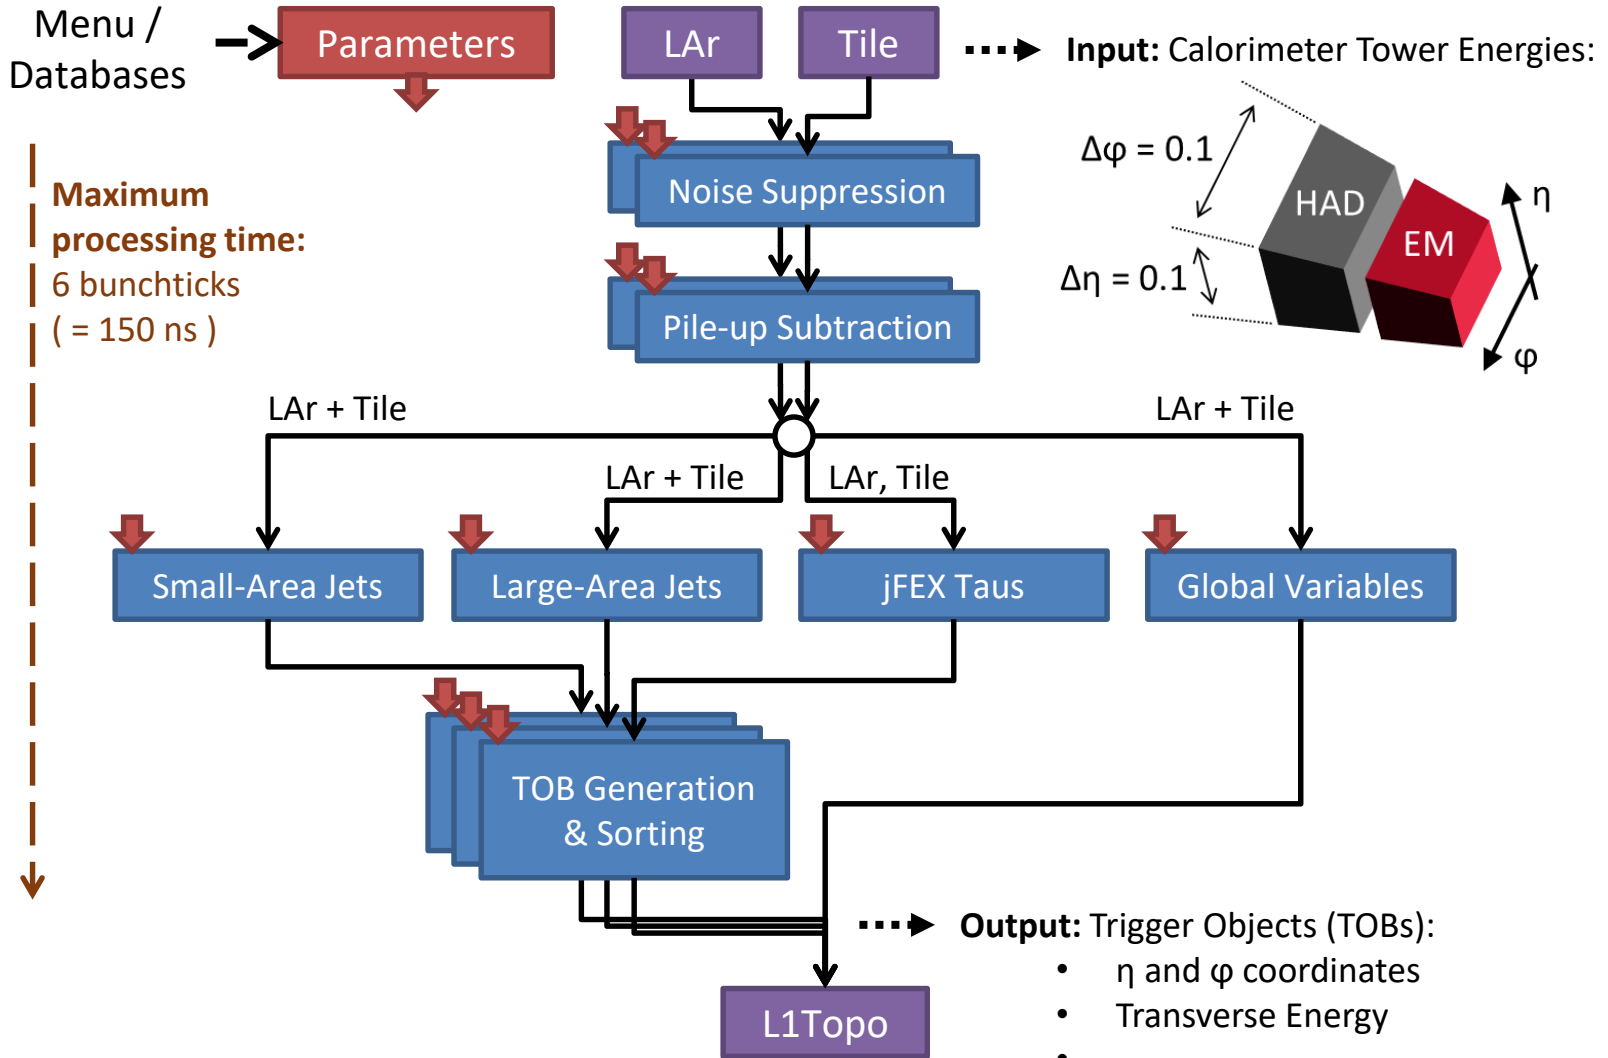 Menu /
Databases
Parameters
LAr
Tile
Input: Calorimeter Tower Energies:
Maximum
processing time:
6 bunchticks
( = 150 ns )
Noise Suppression
Pile-up Subtraction
Δφ = 0.1
Δη = 0.1
HAD
EM
η
φ
LAr + Tile
LAr + Tile
LAr + Tile
LAr, Tile
Small-Area Jets
Large-Area Jets
jFEX Taus
Global Variables
TOB Generation
& Sorting
Output: Trigger Objects (TOBs):
• η and φ coordinates
• Transverse Energy
•
L1Topo